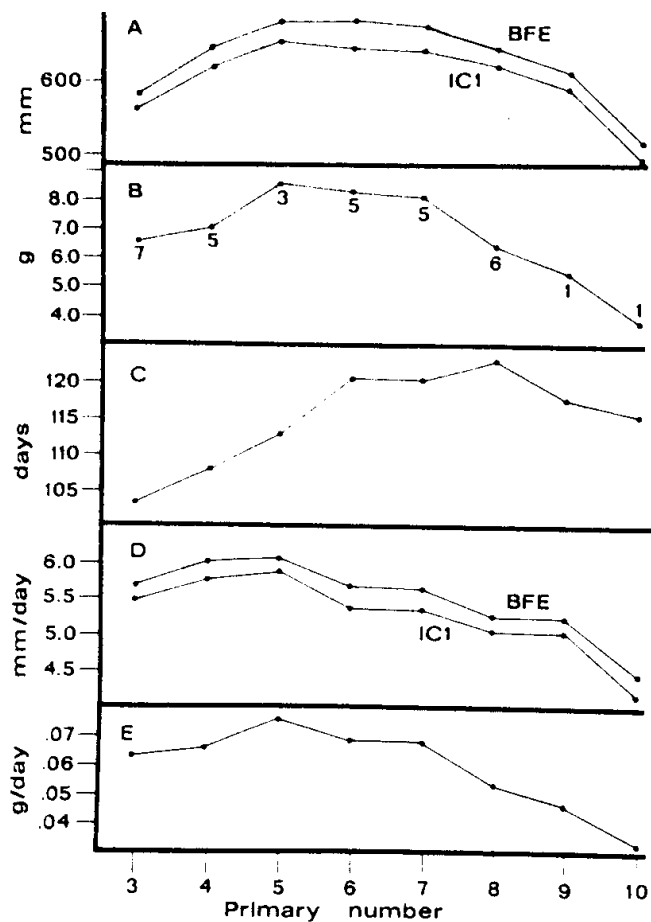 A
BFE
IC1
mm
600
500
B
g
8.0
7.0
6.0
5.0
4.0
7
5
3
5
5
6
1
1
C
days
120
115
110
105
D
mm/day
6.0
5.5
5.0
4.5
BFE
IC1
E
g/day
.07
.06
.05
.04
3 4 5 6 7 8 9 10
Primary number